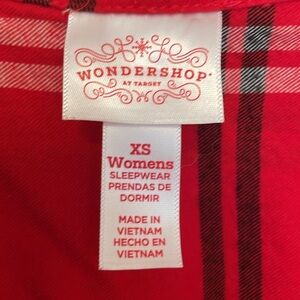 WONDERSHOP
AT TARGET
XS
Womens
SLEEPWEAR
PRENDAS DE
DORMIR
MADE IN
VIETNAM
HECHO EN
VIETNAM